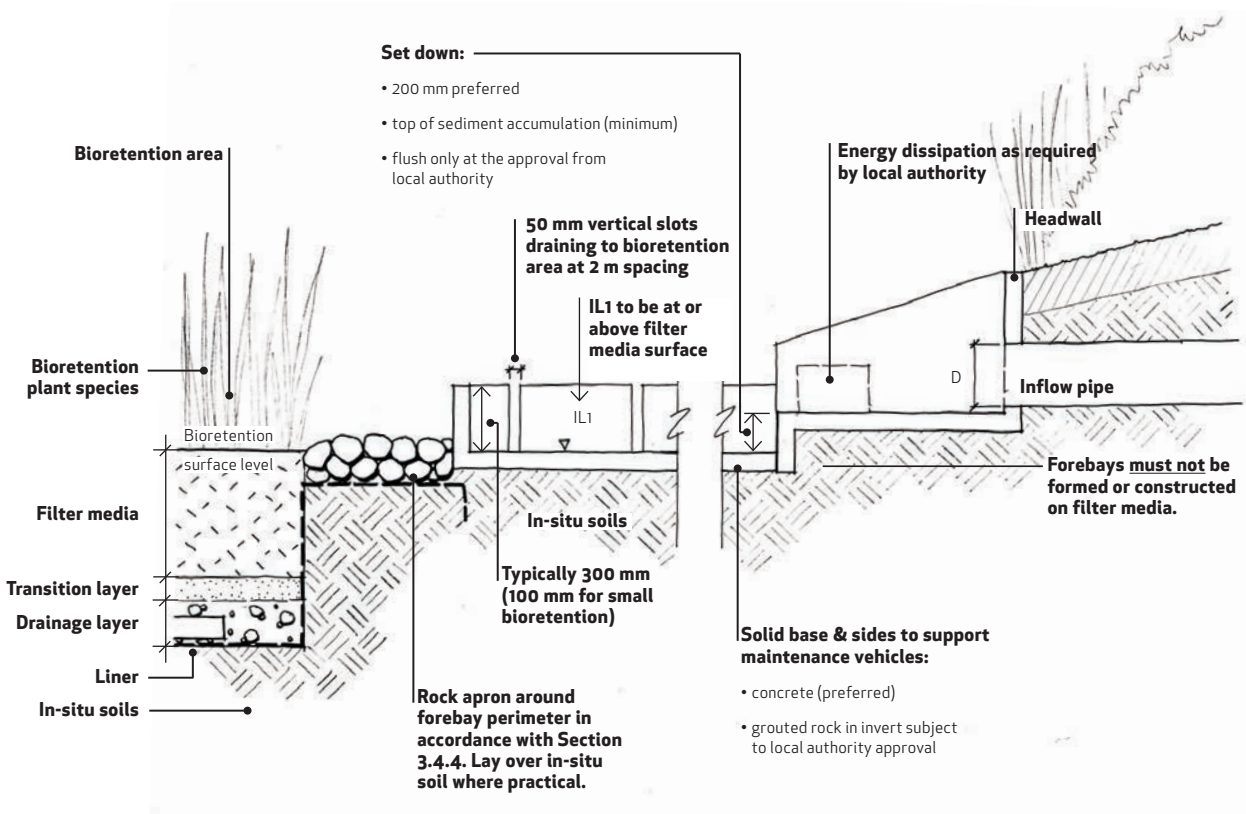 Set down:
• 200 mm preferred
• top of sediment accumulation (minimum)
• flush only at the approval from
local authority
Bioretention area
Energy dissipation as required
by local authority
Headwall
50 mm vertical slots
draining to bioretention
area at 2 m spacing
IL1 to be at or
above filter
media surface
Bioretention
plant species
D
Inflow pipe
IL1
Bioretention
surface level
Forebays must not be
formed or constructed
on filter media.
Filter media
In-situ soils
Typically 300 mm
(100 mm for small
bioretention)
Transition layer
Drainage layer
Solid base & sides to support
maintenance vehicles:
• concrete (preferred)
• grouted rock in invert subject
to local authority approval
Liner
In-situ soils
Rock apron around
forebay perimeter in
accordance with Section
3.4.4. Lay over in-situ
soil where practical.